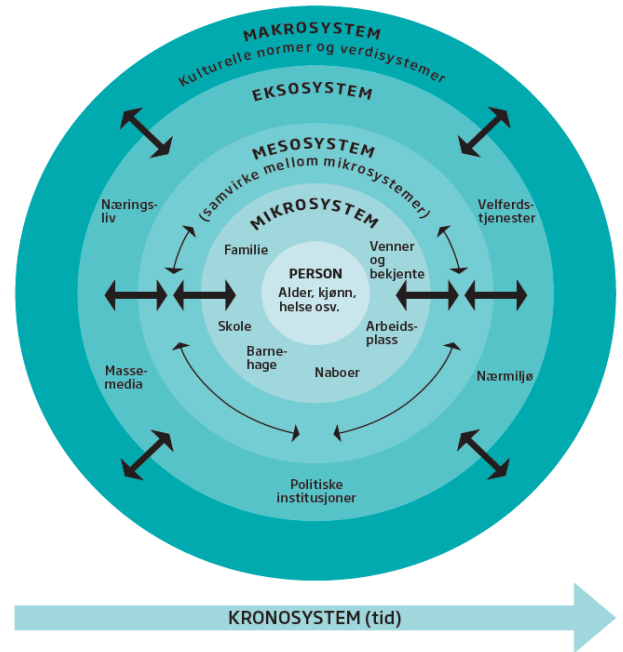 MAKROSYSTEM
Kulturelle normer og verdisystemer
EKSOSYSTEM
MESOSYSTEM
(samvirke mellom mikrosystemer)
MIKROSYSTEM
Nærings-
liv
Velferds-
tjenester
Familie
Venner
og
bekjente
PERSON
Alder, kjønn,
helse osv.
Skole
Barne-
hage
Naboer
Arbeids-
plass
Masse-
media
Nærmiljø
Politiske
institusjoner
KRONOSYSTEM (tid)